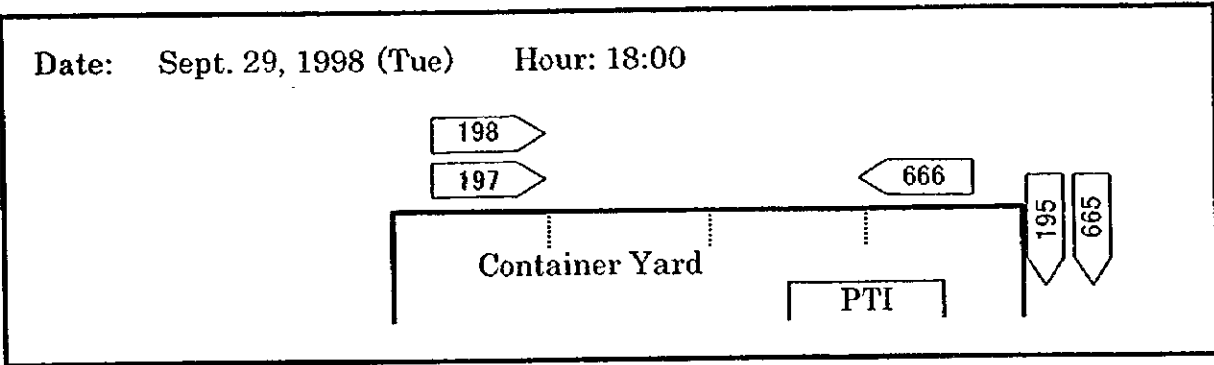 Date: Sept. 29, 1998 (Tue) Hour: 18:00
198
197
666
195
665
Container Yard
PTI